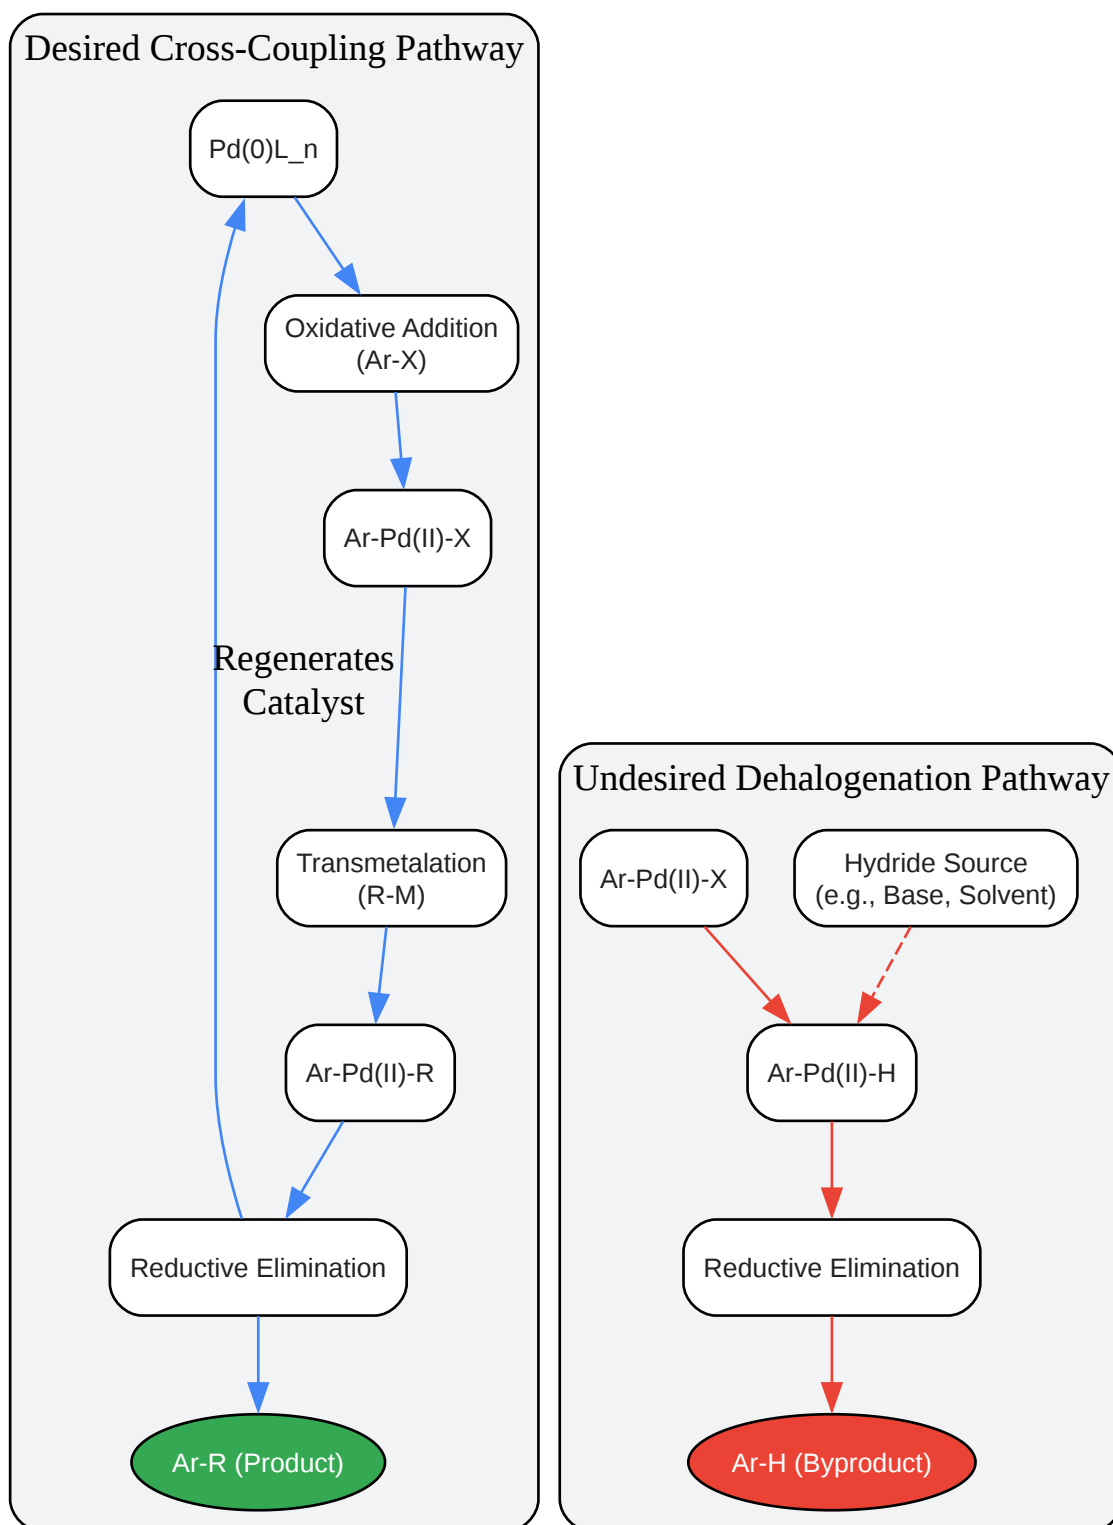 Desired Cross-Coupling Pathway
Pd(0)L_n
Oxidative Addition
(Ar-X)
Ar-Pd(II)-X
Regenerates
Catalyst
Transmetalation
(R-M)
Ar-Pd(II)-R
Reductive Elimination
Ar-R (Product)
Undesired Dehalogenation Pathway
Ar-Pd(II)-X
Hydride Source
(e.g., Base, Solvent)
Ar-Pd(II)-H
Reductive Elimination
Ar-H (Byproduct)